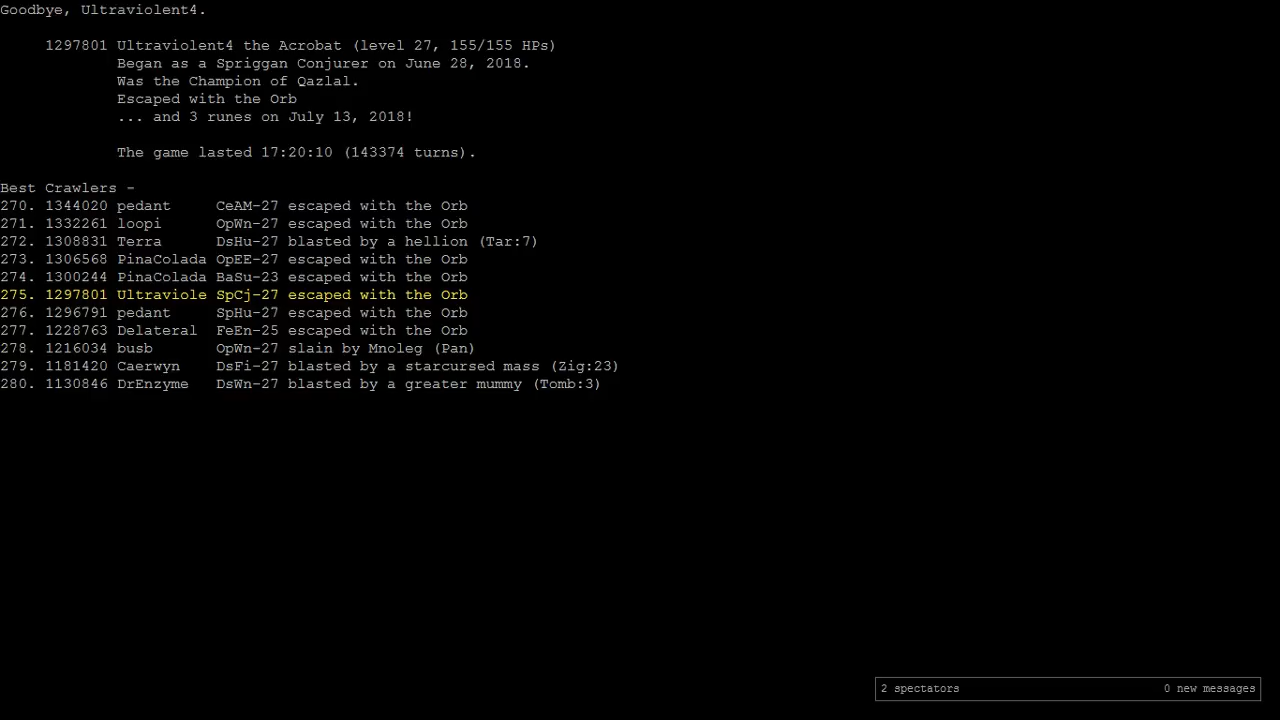 Goodbye, Ultraviolent4.
1297801 Ultraviolent4 the Acrobat (level 27, 155/155 HPs)
Began as a Spriggan Conjurer on June 28, 2018.
Was the Champion of Qazlal.
Escaped with the Orb
... and 3 runes on July 13, 2018!
The game lasted 17:20:10 (143374 turns).
Best Crawlers -
270. 1344020 pedant     CeAM-27 escaped with the Orb
271. 1332261 loopi      OpWn-27 escaped with the Orb
272. 1308831 Terra      DsHu-27 blasted by a hellion (Tar:7)
273. 1306568 PinaColada OpEE-27 escaped with the Orb
274. 1300244 PinaColada BaSu-23 escaped with the Orb
275. 1297801 Ultraviole SpCj-27 escaped with the Orb
276. 1296791 pedant     SpHu-27 escaped with the Orb
277. 1228763 Delateral  FeEn-25 escaped with the Orb
278. 1216034 busb       OpWn-27 slain by Mnoleg (Pan)
279. 1181420 Caerwyn    DsFi-27 blasted by a starcursed mass (Zig:23)
280. 1130846 DrEnzyme   DsWn-27 blasted by a greater mummy (Tomb:3)
2 spectators 0 new messages